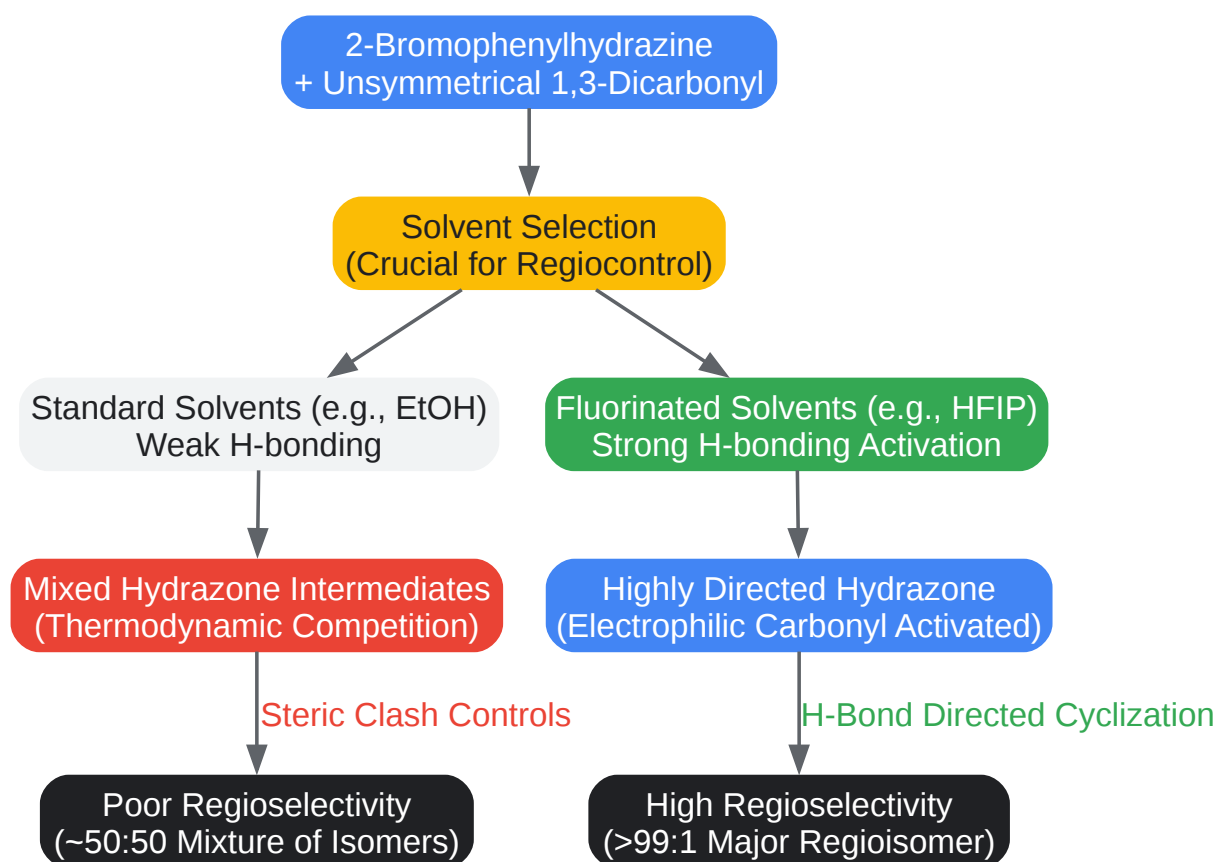 2-Bromophenylhydrazine
+ Unsymmetrical 1,3-Dicarbonyl
Solvent Selection
(Crucial for Regiocontrol)
Standard Solvents (e.g., EtOH)
Weak H-bonding
Fluorinated Solvents (e.g., HFIP)
Strong H-bonding Activation
Mixed Hydrazone Intermediates
(Thermodynamic Competition)
Highly Directed Hydrazone
(Electrophilic Carbonyl Activated)
Steric Clash Controls
H-Bond Directed Cyclization
Poor Regioselectivity
(~50:50 Mixture of Isomers)
High Regioselectivity
(>99:1 Major Regioisomer)